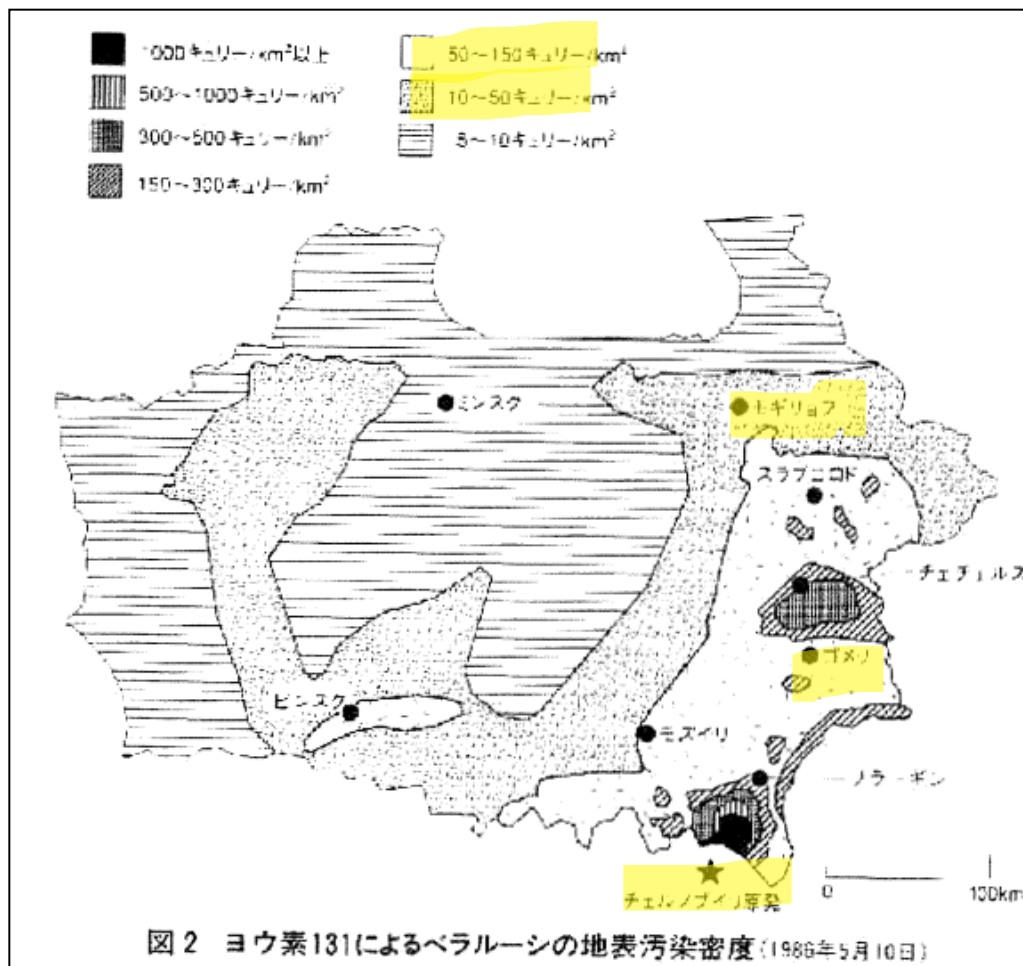 1000キュリー/km²以上
500～1000キュリー/km²
300～500キュリー/km²
150～300キュリー/km²
50～150キュリー/km²
10～50キュリー/km²
5～10キュリー/km²
ミンスク
モギリョフ
スラブゴロド
チェチェルス
ゴメリ
ピンスク
モズイリ
チェルノブイリ原発
0 100km
図2 ヨウ素131によるベラルーシの地表汚染密度(1986年5月10日)